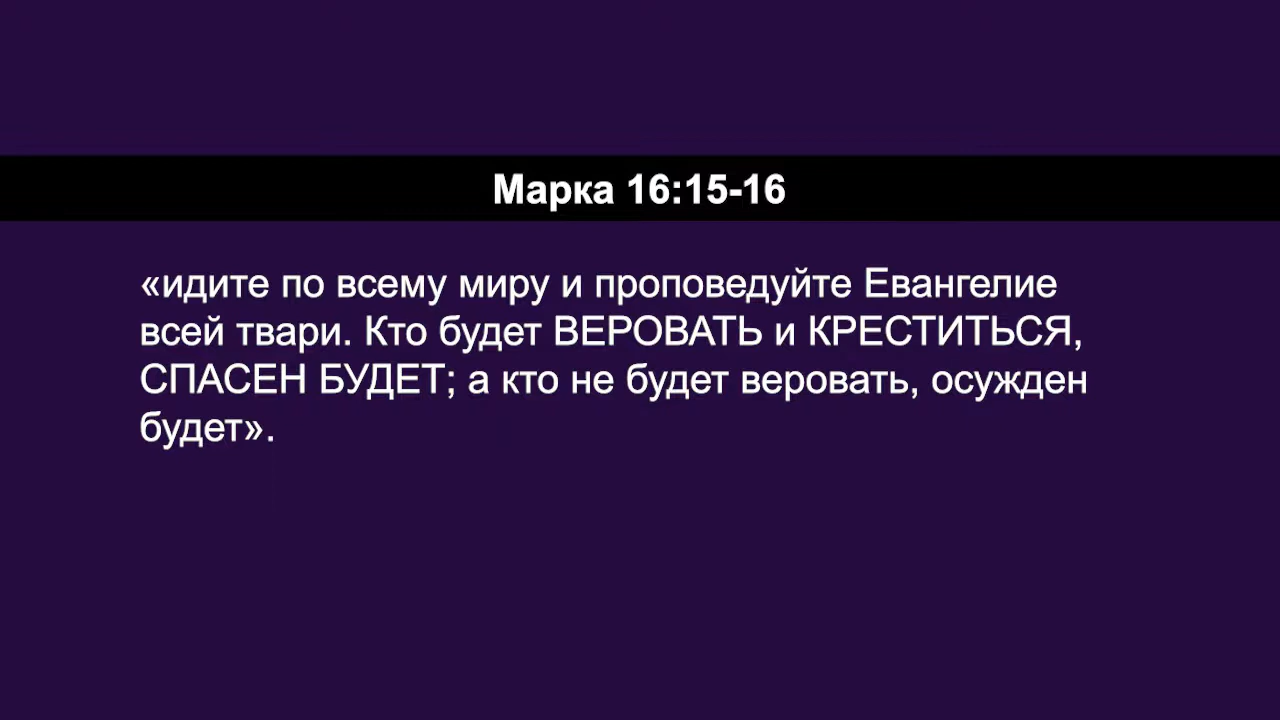 Марка 16:15-16
«идите по всему миру и проповедуйте Евангелие
всей твари. Кто будет ВЕРОВАТЬ и КРЕСТИТЬСЯ,
СПАСЕН БУДЕТ; а кто не будет веровать, осужден
будет».